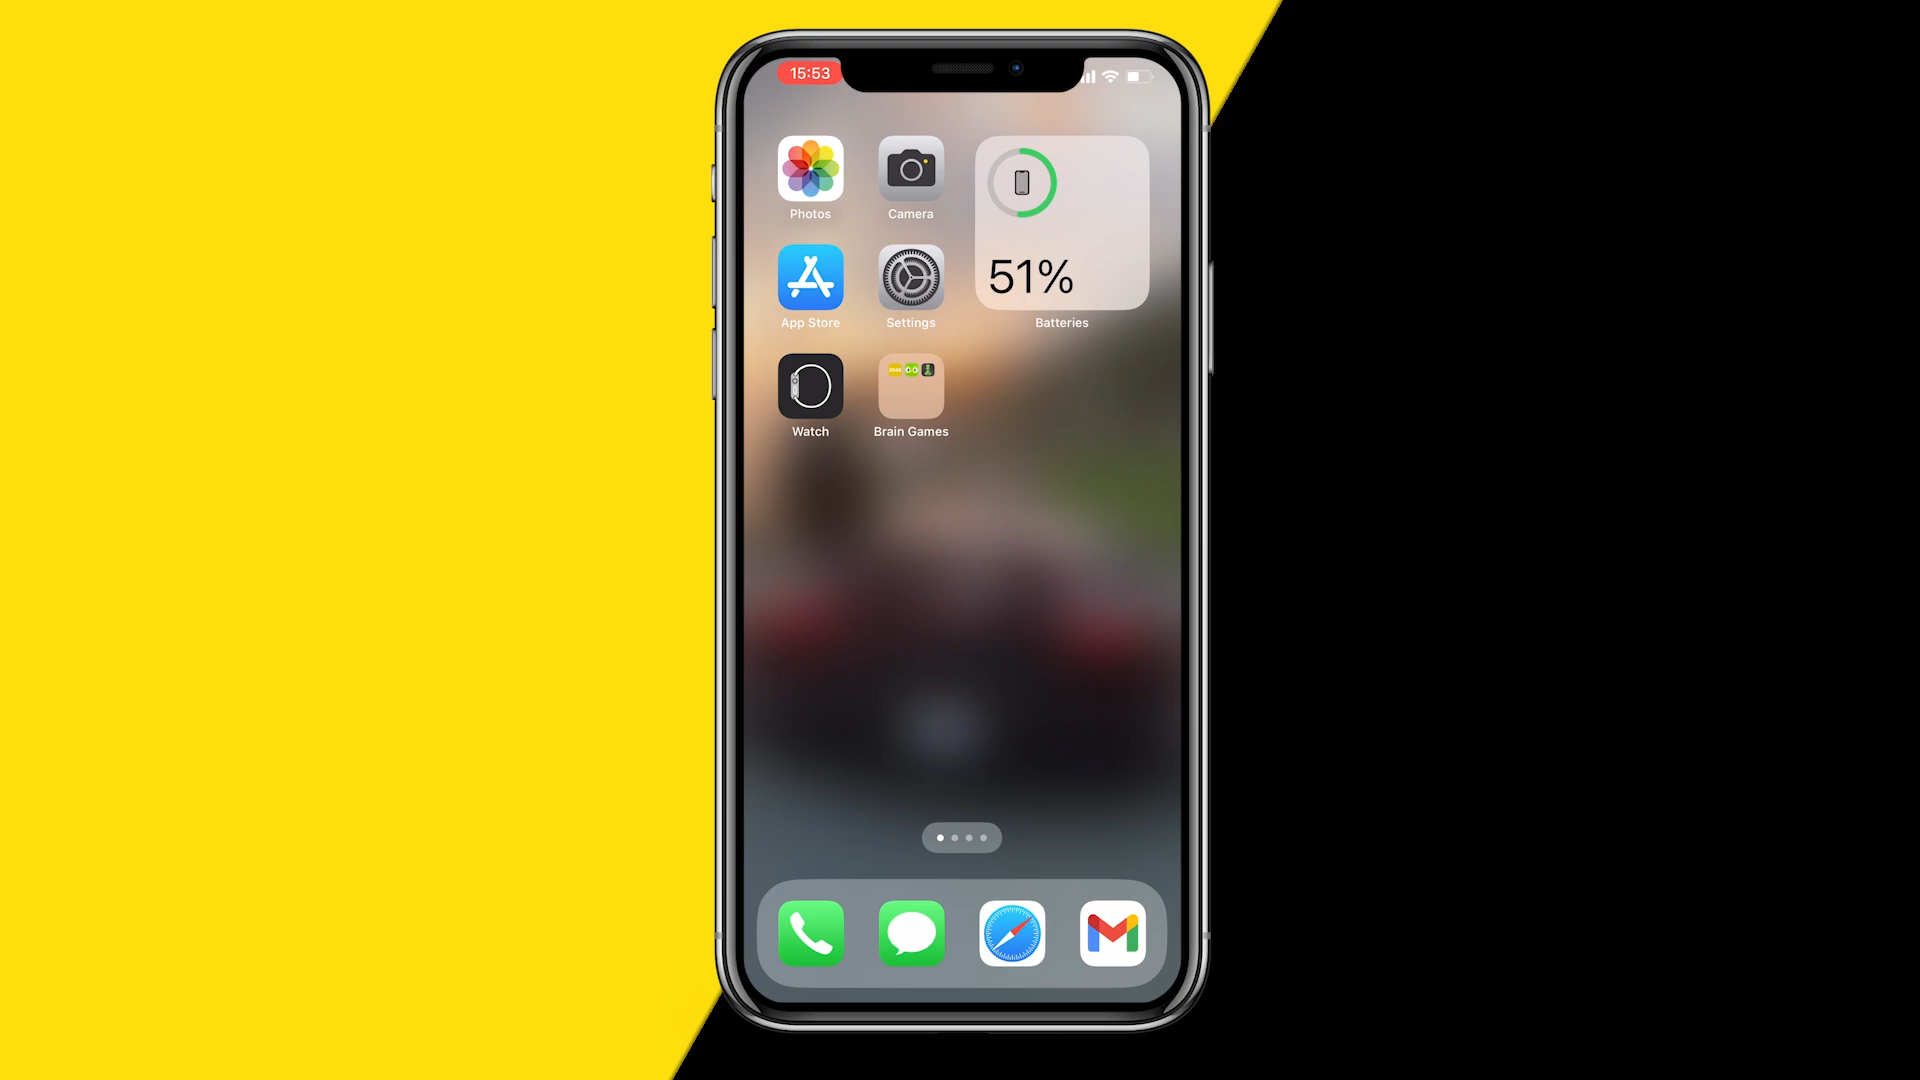 15:53
Photos
Camera
App Store
Settings
51%
Batteries
Watch
Brain Games